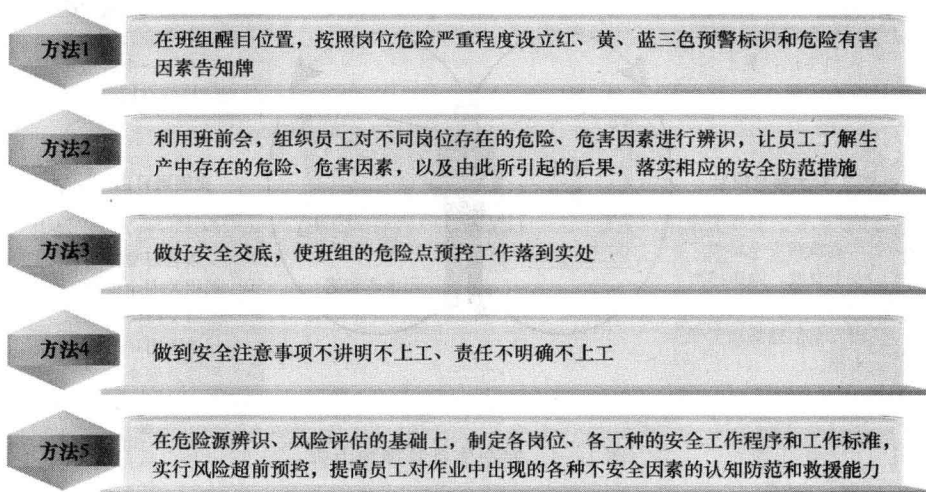 方法1
在班组醒目位置，按照岗位危险严重程度设立红、黄、蓝三色预警标识和危险有害
因素告知牌
方法2
利用班前会，组织员工对不同岗位存在的危险、危害因素进行辨识，让员工了解生
产中存在的危险、危害因素，以及由此所引起的后果，落实相应的安全防范措施
方法3
做好安全交底，使班组的危险点预控工作落到实处
方法4
做到安全注意事项不讲明不上工、责任不明确不上工
方法5
在危险源辨识、风险评估的基础上，制定各岗位、各工种的安全工作程序和工作标准，
实行风险超前预控，提高员工对作业中出现的各种不安全因素的认知防范和救援能力